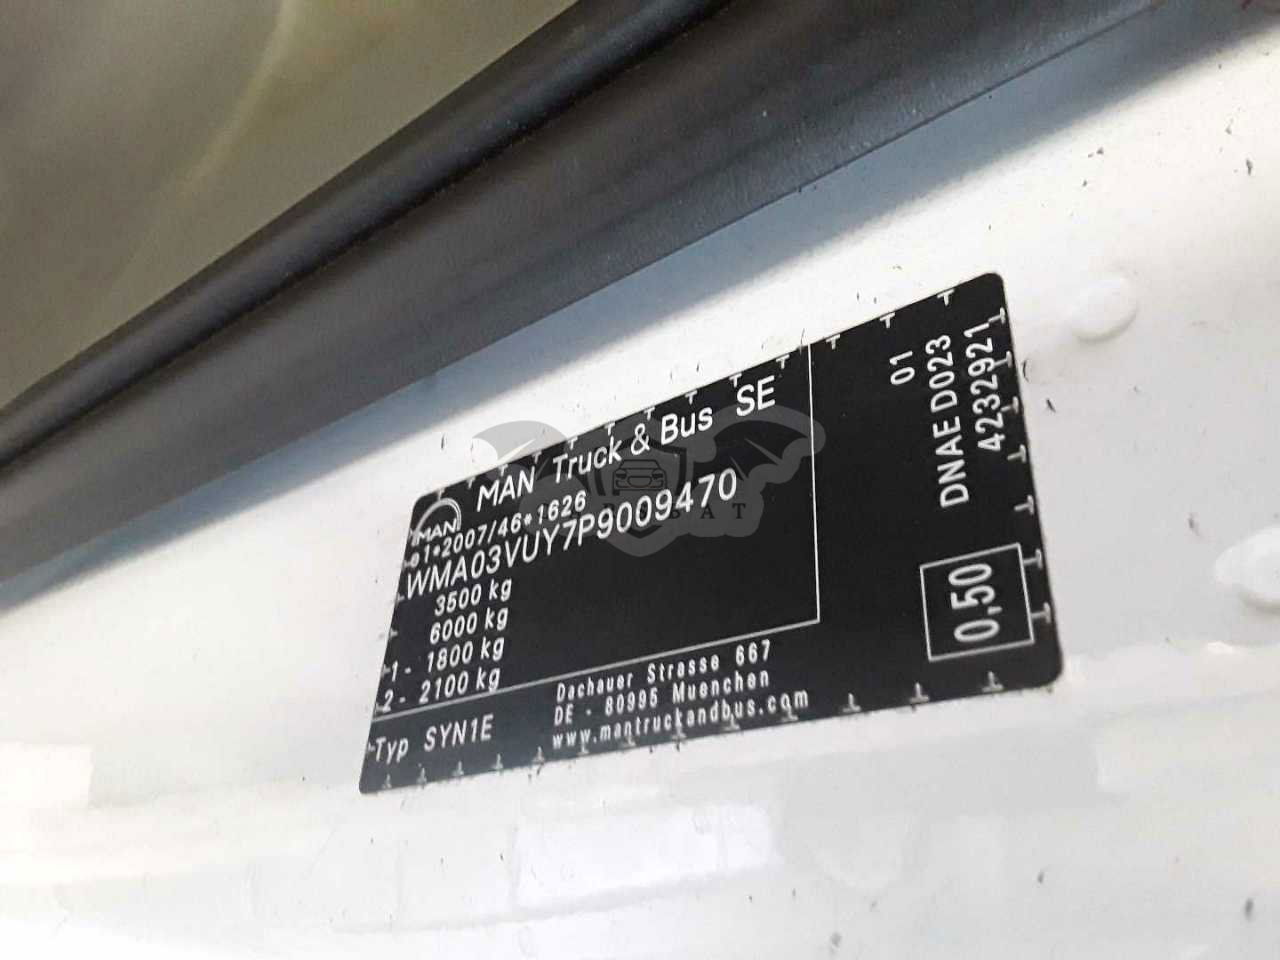 MAN
MAN Truck & Bus SE
e1*2007/46*1626
WMA03VUY7P9009470
3500 kg
6000 kg
1 - 1800 kg
2 - 2100 kg
Typ SYN1E
Dachauer Strasse 667
DE - 80995 Muenchen
www.mantruckandbus.com
01
DNAE D023
4232921
0,50